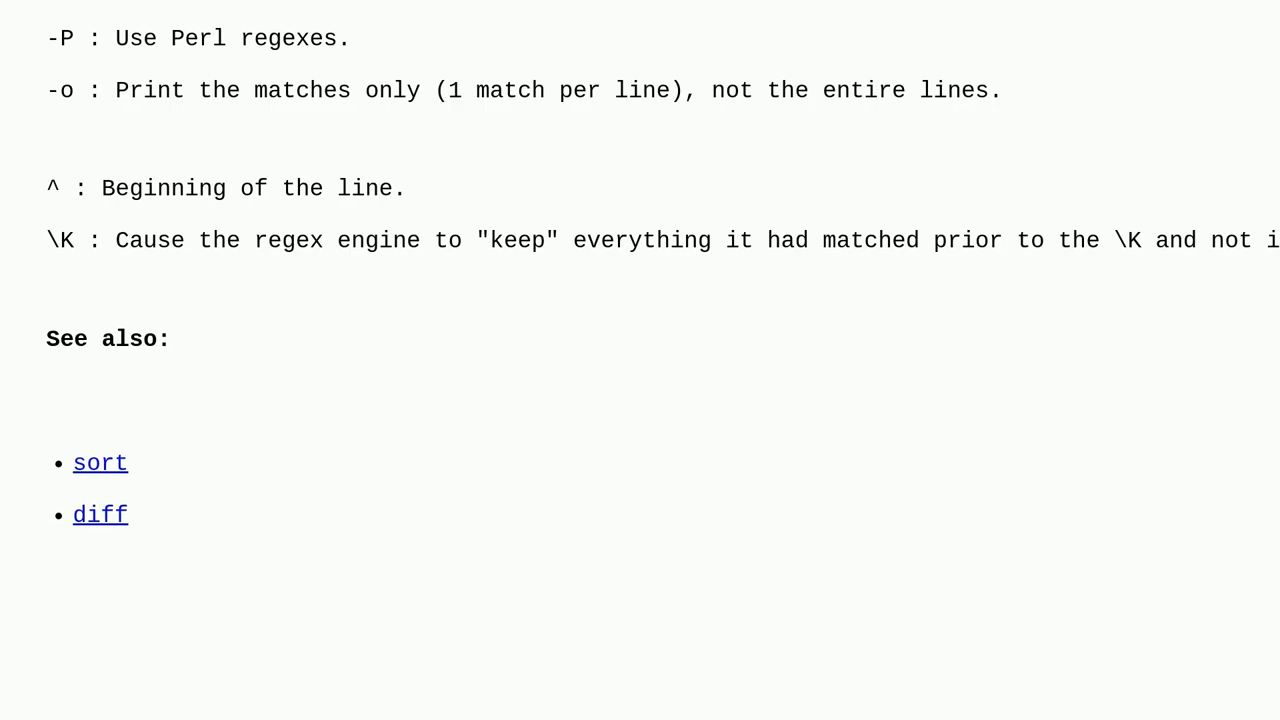 -P : Use Perl regexes.
-o : Print the matches only (1 match per line), not the entire lines.
^ : Beginning of the line.
\K : Cause the regex engine to "keep" everything it had matched prior to the \K and not i
See also:
• sort
• diff